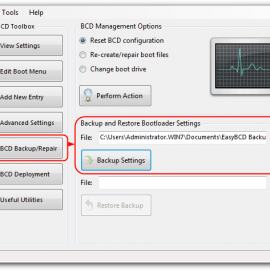 Tools Help
CD Toolbox
BCD Management Options
View Settings
Reset BCD configuration
Re-create/repair boot files
Edit Boot Menu
Change boot drive
Add New Entry
Perform Action
Advanced Settings
Backup and Restore Bootloader Settings
File: C:\Users\Administrator.WIN7\Documents\EasyBCD Backu
BCD Backup/Repair
Backup Settings
BCD Deployment
File:
Useful Utilities
Restore Backup